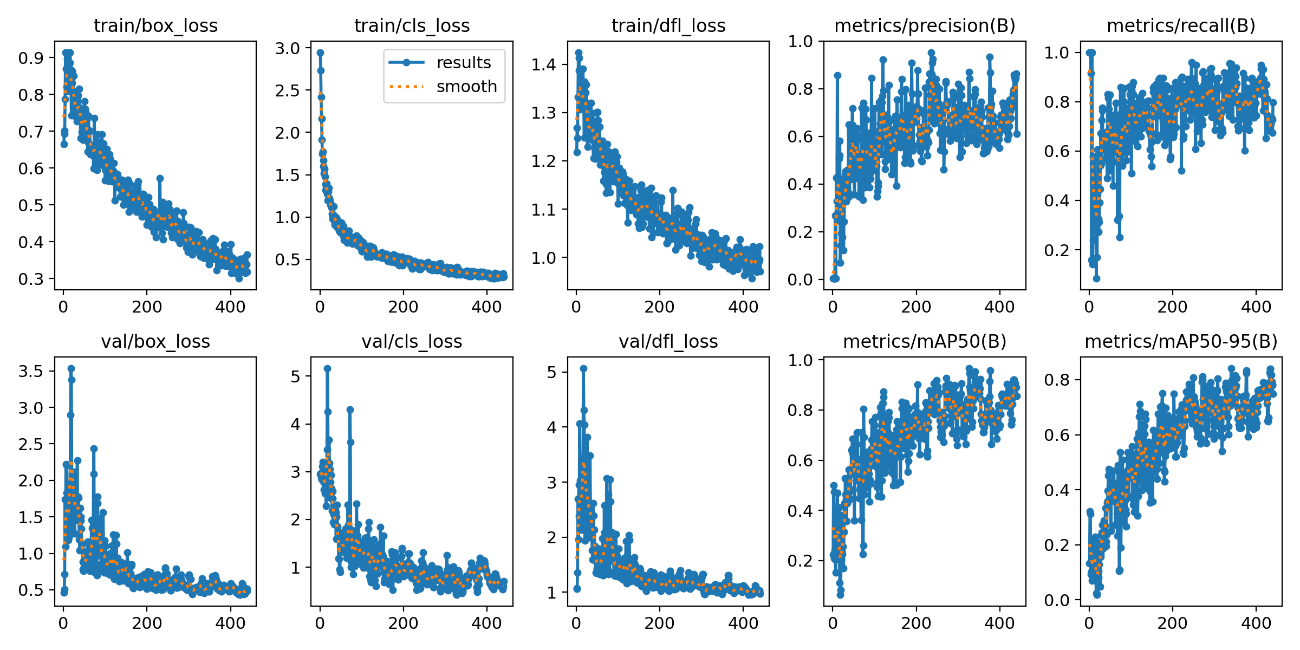 train/box_loss
train/cls_loss
train/dfl_loss
metrics/precision(B)
metrics/recall(B)
0.9
0.8
0.7
0.6
0.5
0.4
0.3
0 200 400
3.0
2.5
2.0
1.5
1.0
0.5
results
smooth
0 200 400
1.4
1.3
1.2
1.1
1.0
0 200 400
1.0
0.8
0.6
0.4
0.2
0.0
0 200 400
1.0
0.8
0.6
0.4
0.2
0 200 400
val/box_loss
val/cls_loss
val/dfl_loss
metrics/mAP50(B)
metrics/mAP50-95(B)
3.5
3.0
2.5
2.0
1.5
1.0
0.5
0 200 400
5
4
3
2
1
0 200 400
5
4
3
2
1
0 200 400
1.0
0.8
0.6
0.4
0.2
0 200 400
0.8
0.6
0.4
0.2
0.0
0 200 400